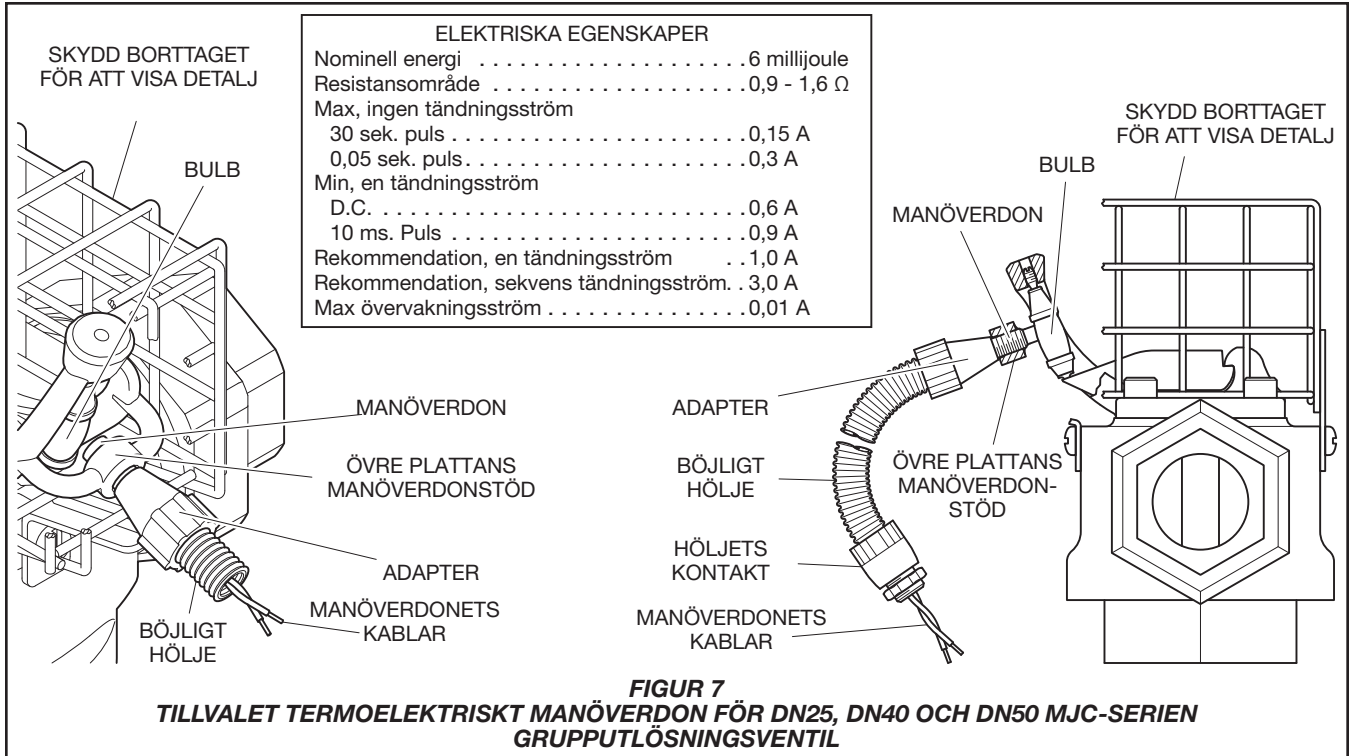 SKYDD BORTTAGET
FÖR ATT VISA DETALJ
BULB
ELEKTRISKA EGENSKAPER
Nominell energi . . . . . . . . . . . . . . . . . . . . . 6 millijoule
Resistansområde . . . . . . . . . . . . . . . . . . . . 0,9 - 1,6 Ω
Max, ingen tändningsström
30 sek. puls . . . . . . . . . . . . . . . . . . . . . . . 0,15 A
0,05 sek. puls . . . . . . . . . . . . . . . . . . . . . . 0,3 A
Min, en tändningsström
D.C. . . . . . . . . . . . . . . . . . . . . . . . . . . . . . 0,6 A
10 ms. Puls . . . . . . . . . . . . . . . . . . . . . . . 0,9 A
Rekommendation, en tändningsström . . 1,0 A
Rekommendation, sekvens tändningsström. . 3,0 A
Max övervakningsström . . . . . . . . . . . . . . 0,01 A
MANÖVERDON
ÖVRE PLATTANS
MANÖVERDONSTÖD
ADAPTER
MANÖVERDONETS
KABLAR
BÖJLIGT
HÖLJE
SKYDD BORTTAGET
FÖR ATT VISA DETALJ
BULB
MANÖVERDON
ADAPTER
BÖJLIGT
HÖLJE
ÖVRE PLATTANS
MANÖVERDON-
STÖD
HÖLJETS
KONTAKT
MANÖVERDONETS
KABLAR
FIGUR 7
TILLVALET TERMOELEKTRISKT MANÖVERDON FÖR DN25, DN40 OCH DN50 MJC-SERIEN
GRUPPUTLÖSNINGSVENTIL